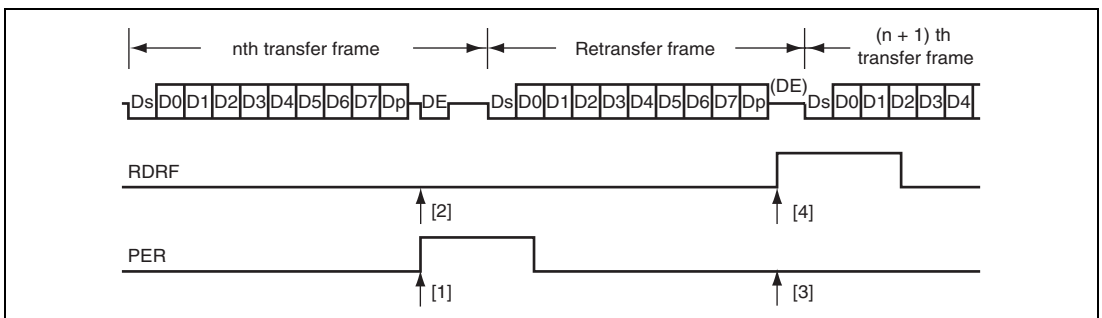 nth transfer frame
Retransfer frame
(n + 1) th
transfer frame
Ds D0 D1 D2 D3 D4 D5 D6 D7 Dp DE
Ds D0 D1 D2 D3 D4 D5 D6 D7 Dp (DE)
Ds D0 D1 D2 D3 D4
RDRF
[2]
[4]
PER
[1]
[3]